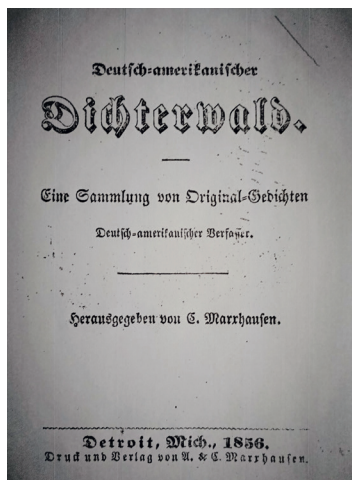 Deutsch-amerikanischer
Dichterwald.
Eine Sammlung von Original-Gedichten
Deutsch-amerikanischer Verfasser.
Herausgegeben von C. Marxhausen.
Detroit, Mich., 1856.
Druck und Verlag von A. & C. Marxhausen.